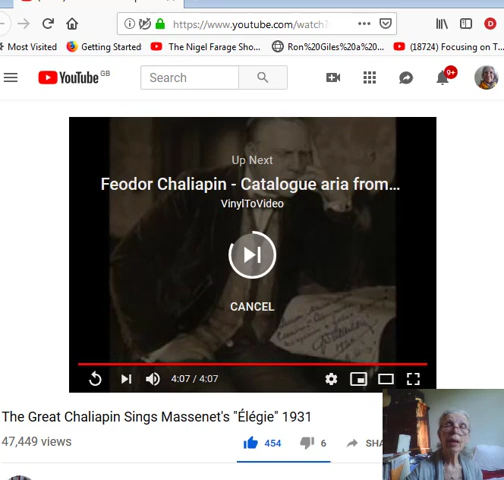 https://www.youtube.com/watch?
Most Visited
Getting Started
The Nigel Farage Sho...
Ron%20Giles%20a%20...
(18724) Focusing on T...
YouTube GB
Search
9+
Up Next
Feodor Chaliapin - Catalogue aria from...
VinylToVideo
CANCEL
4:07 / 4:07
The Great Chaliapin Sings Massenet's "Élégie" 1931
47,449 views
454
6
SHA